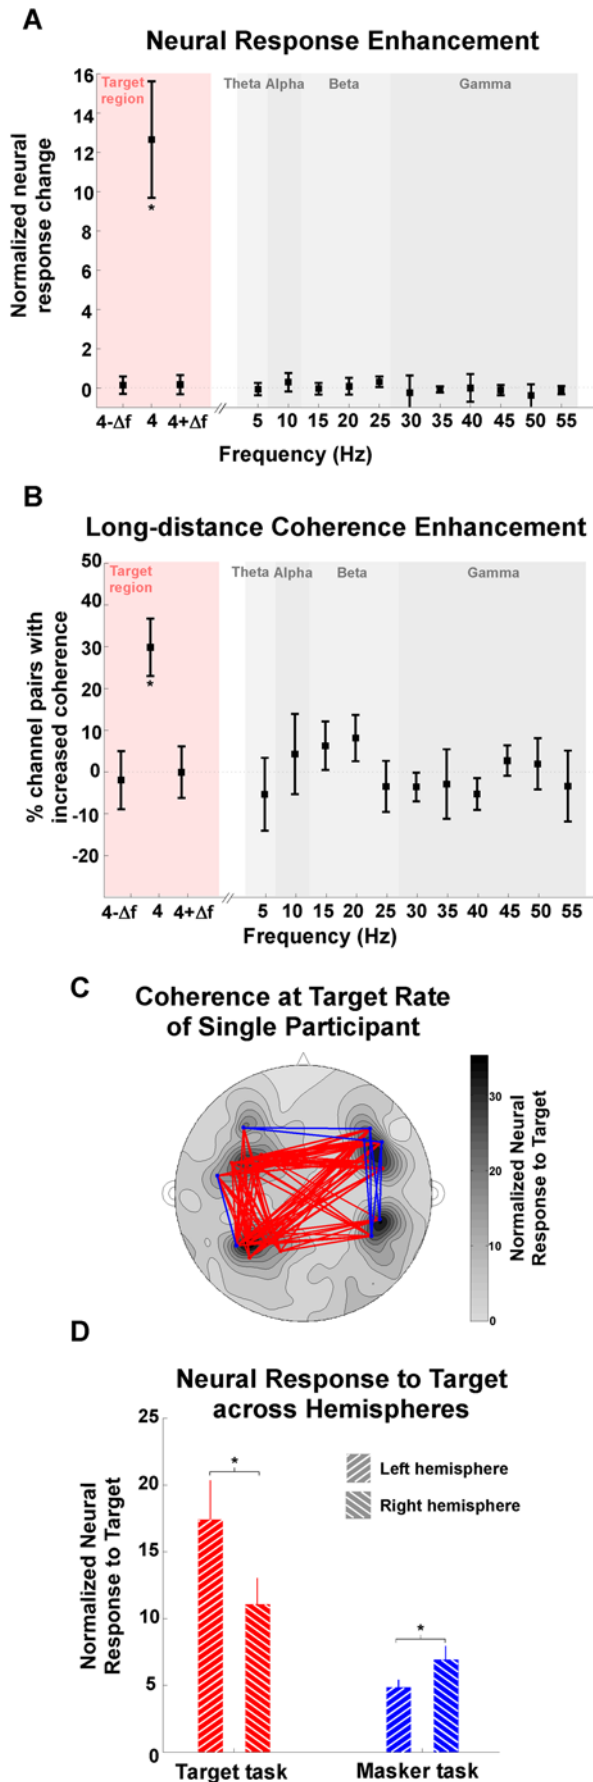 A
Neural Response Enhancement
Normalized neural
response change
16
14
12
10
8
6
4
2
0
Target
region
Theta
Alpha
Beta
Gamma
*
4-Δf
4
4+Δf
//
5
10
15
20
25
30
35
40
45
50
55
Frequency (Hz)
B
Long-distance Coherence Enhancement
% channel pairs with
increased coherence
50
40
30
20
10
0
-10
-20
Target
region
Theta
Alpha
Beta
Gamma
*
4-Δf
4
4+Δf
//
5
10
15
20
25
30
35
40
45
50
55
Frequency (Hz)
C
Coherence at Target Rate
of Single Participant
30
20
10
0
Normalized Neural
Response to Target
D
Neural Response to Target
across Hemispheres
Normalized Neural
Response to Target
25
20
15
10
5
0
*
*
Left hemisphere
Right hemisphere
Target task
Masker task